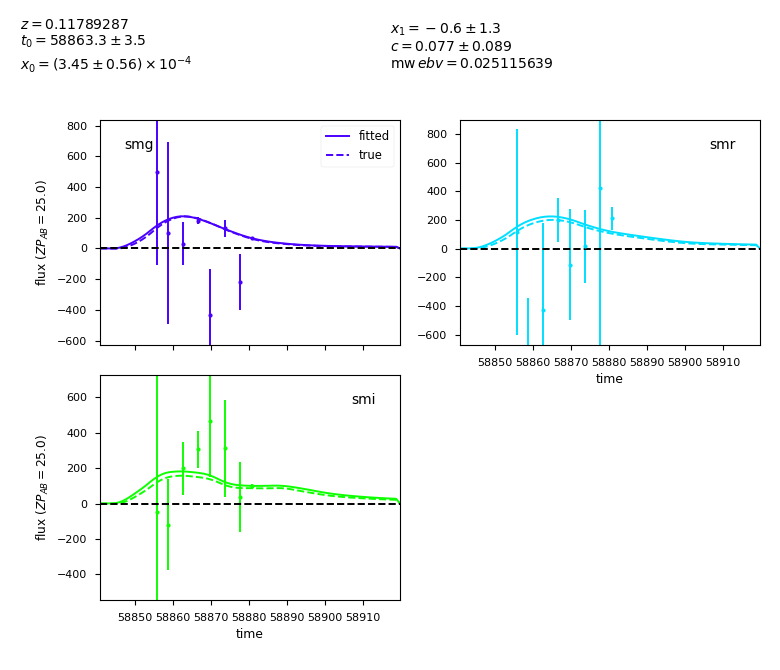 z = 0.11789287
t₀ = 58863.3 ± 3.5
x₀ = (3.45 ± 0.56) × 10⁻⁴
x₁ = −0.6 ± 1.3
c = 0.077 ± 0.089
mw ebv = 0.025115639
smg
fitted
true
flux (ZP_AB = 25.0)
800
600
400
200
0
−200
−400
−600
smr
800
600
400
200
0
−200
−400
−600
58850 58860 58870 58880 58890 58900 58910
time
smi
flux (ZP_AB = 25.0)
600
400
200
0
−200
−400
58850 58860 58870 58880 58890 58900 58910
time